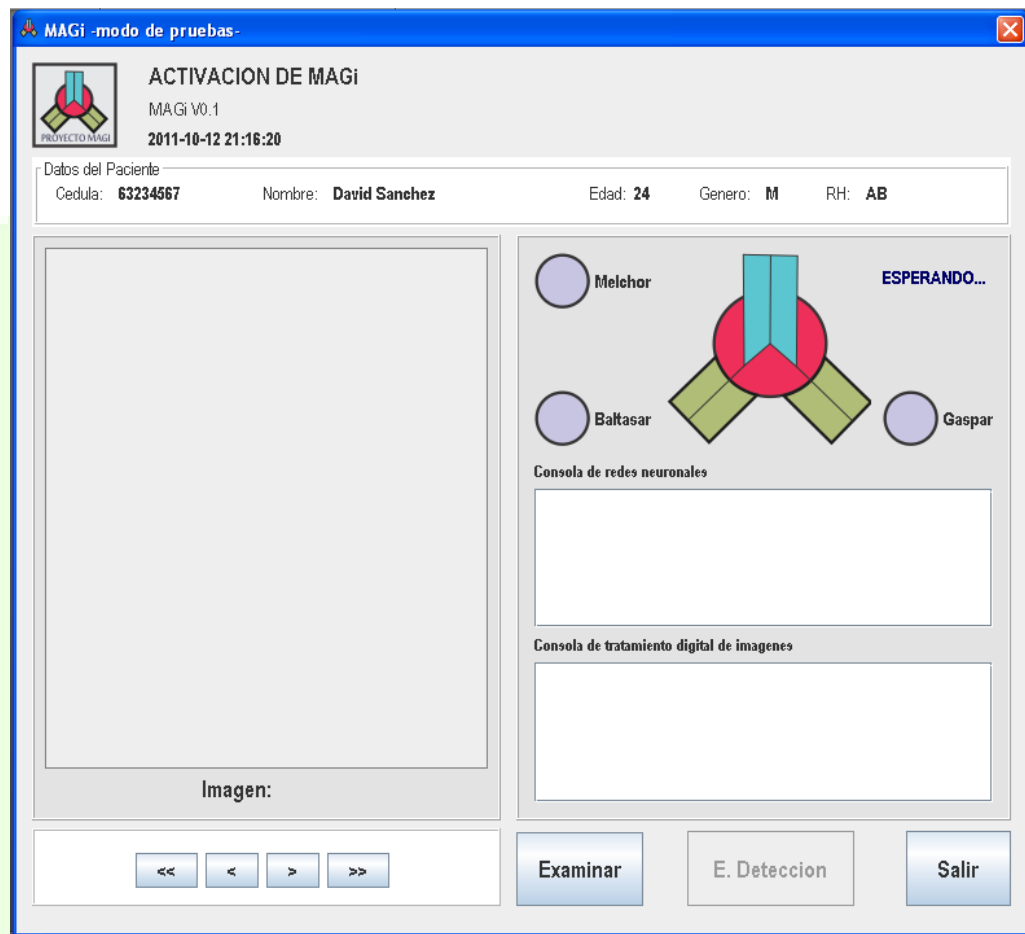 MAGi -modo de pruebas-
ACTIVACION DE MAGi
MAGi V0.1
PROYECTO MAGI
2011-10-12 21:16:20
Datos del Paciente
Cedula: 63234567 Nombre: David Sanchez Edad: 24 Genero: M RH: AB
Melchor
ESPERANDO...
Baltasar
Gaspar
Consola de redes neuronales
Consola de tratamiento digital de imagenes
Imagen:
<< < > >>
Examinar E. Deteccion Salir